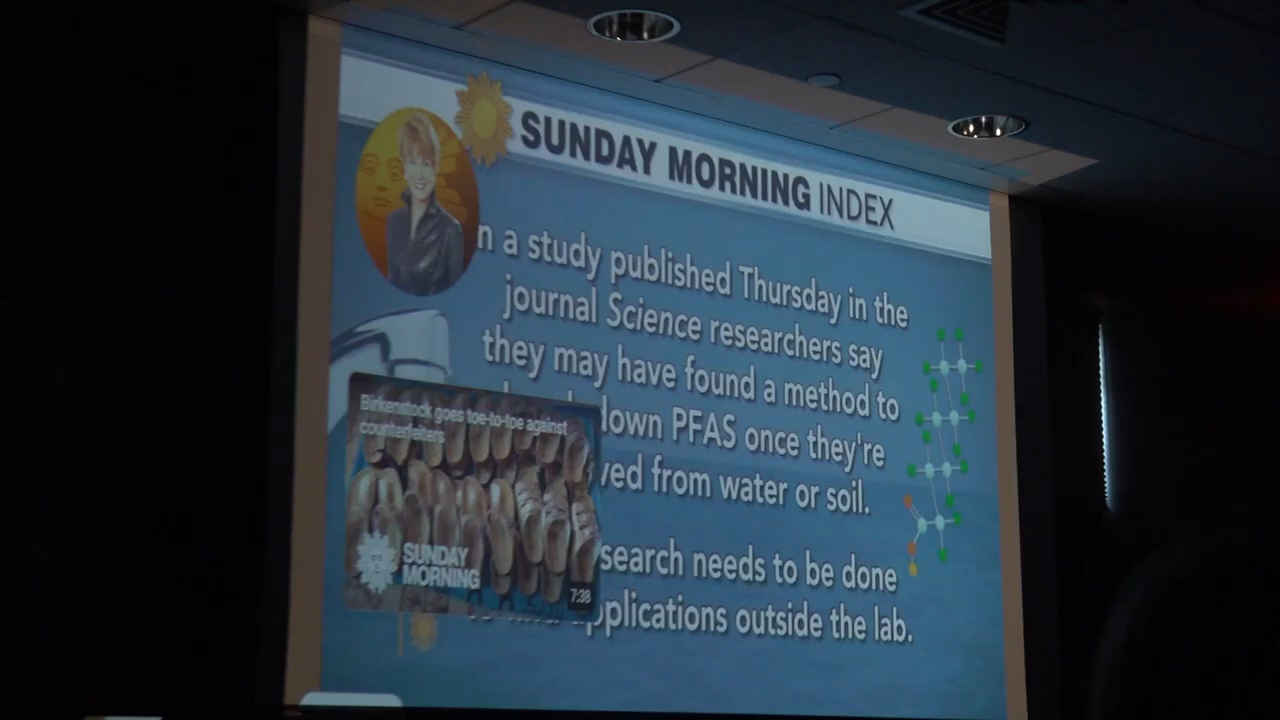 SUNDAY MORNING INDEX
n a study published Thursday in the
journal Science researchers say
they may have found a method to
down PFAS once they're
ved from water or soil.
search needs to be done
pplications outside the lab.
Birkenstock goes toe-to-toe against
counterfeiters
SUNDAY
MORNING
7:38